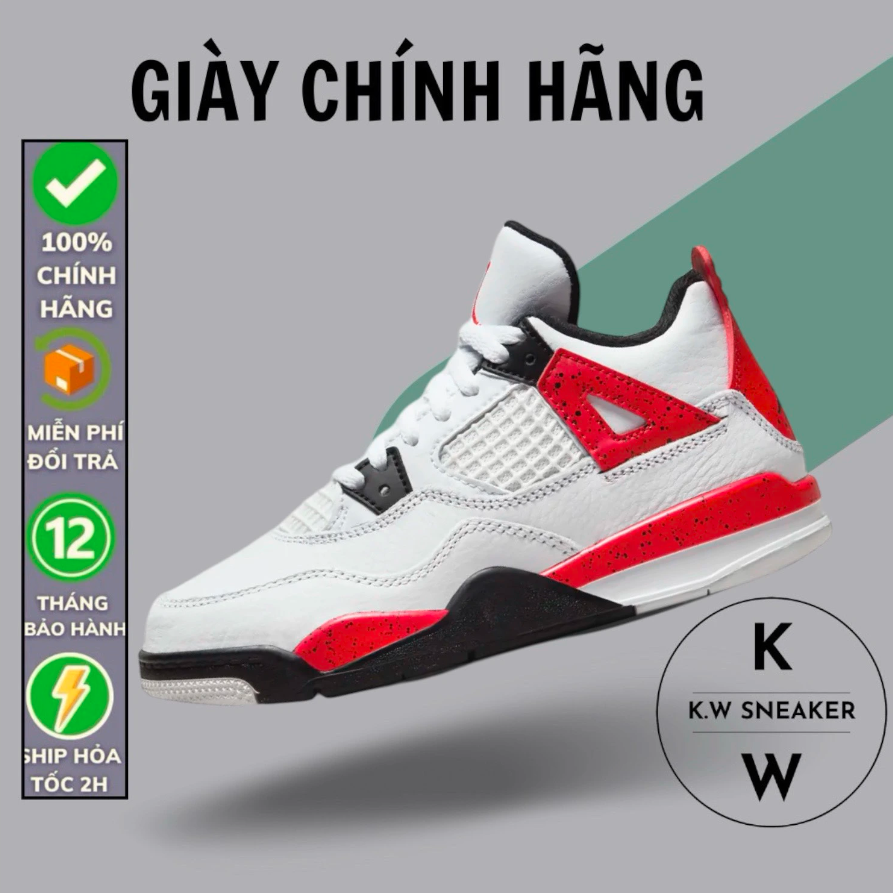 GIÀY CHÍNH HÃNG
100%
CHÍNH
HÃNG
MIỄN PHÍ
ĐỔI TRẢ
12
THÁNG
BẢO HÀNH
SHIP HỎA
TỐC 2H
K
K.W SNEAKER
W